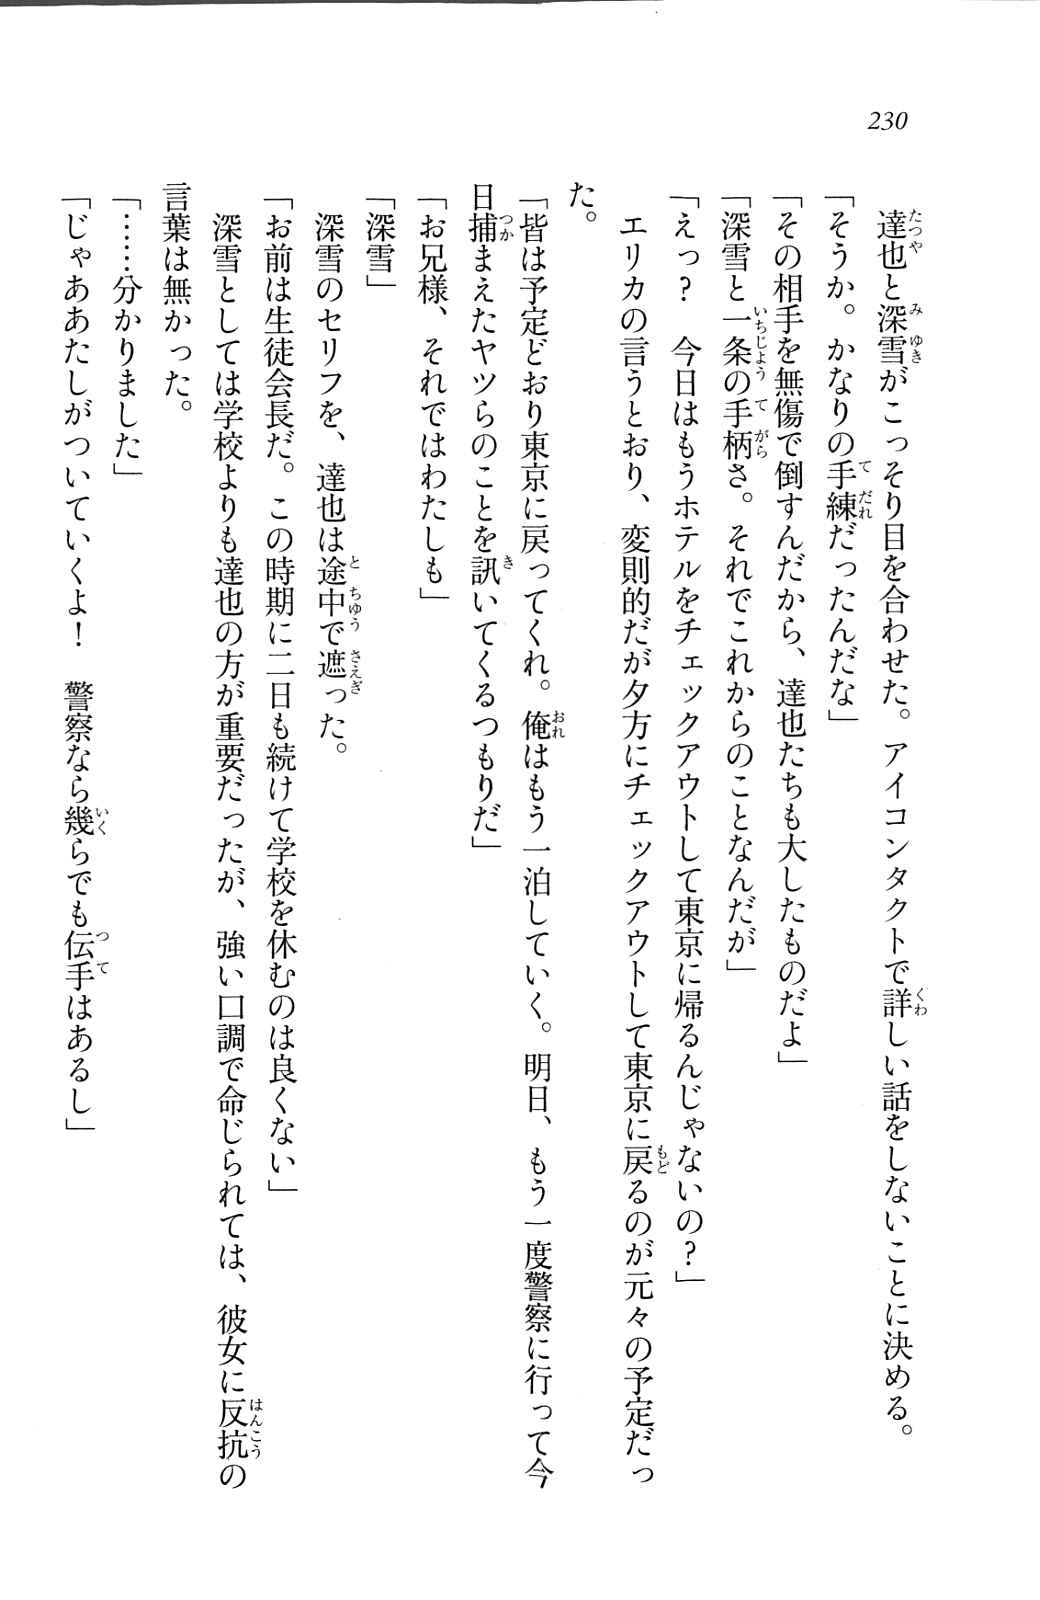 230
達也と深雪がこっそり目を合わせた。アイコンタクトで詳しい話をしないことに決める。
「そうか。かなりの手練だったんだな」
「その相手を無傷で倒すんだから、達也たちも大したものだよ」
「深雪と一条の手柄さ。それでこれからのことなんだが」
「えっ？　今日はもうホテルをチェックアウトして東京に帰るんじゃないの？」
エリカの言うとおり、変則的だが夕方にチェックアウトして東京に戻るのが元々の予定だっ
た。
「皆は予定どおり東京に戻ってくれ。俺はもう一泊していく。明日、もう一度警察に行って今
日捕まえたヤツらのことを訊いてくるつもりだ」
「お兄様、それではわたしも」
「深雪」
深雪のセリフを、達也は途中で遮った。
「お前は生徒会長だ。この時期に二日も続けて学校を休むのは良くない」
深雪としては学校よりも達也の方が重要だったが、強い口調で命じられては、彼女に反抗の
言葉は無かった。
「……分かりました」
「じゃああたしがついていくよ！　警察なら幾らでも伝手はあるし」